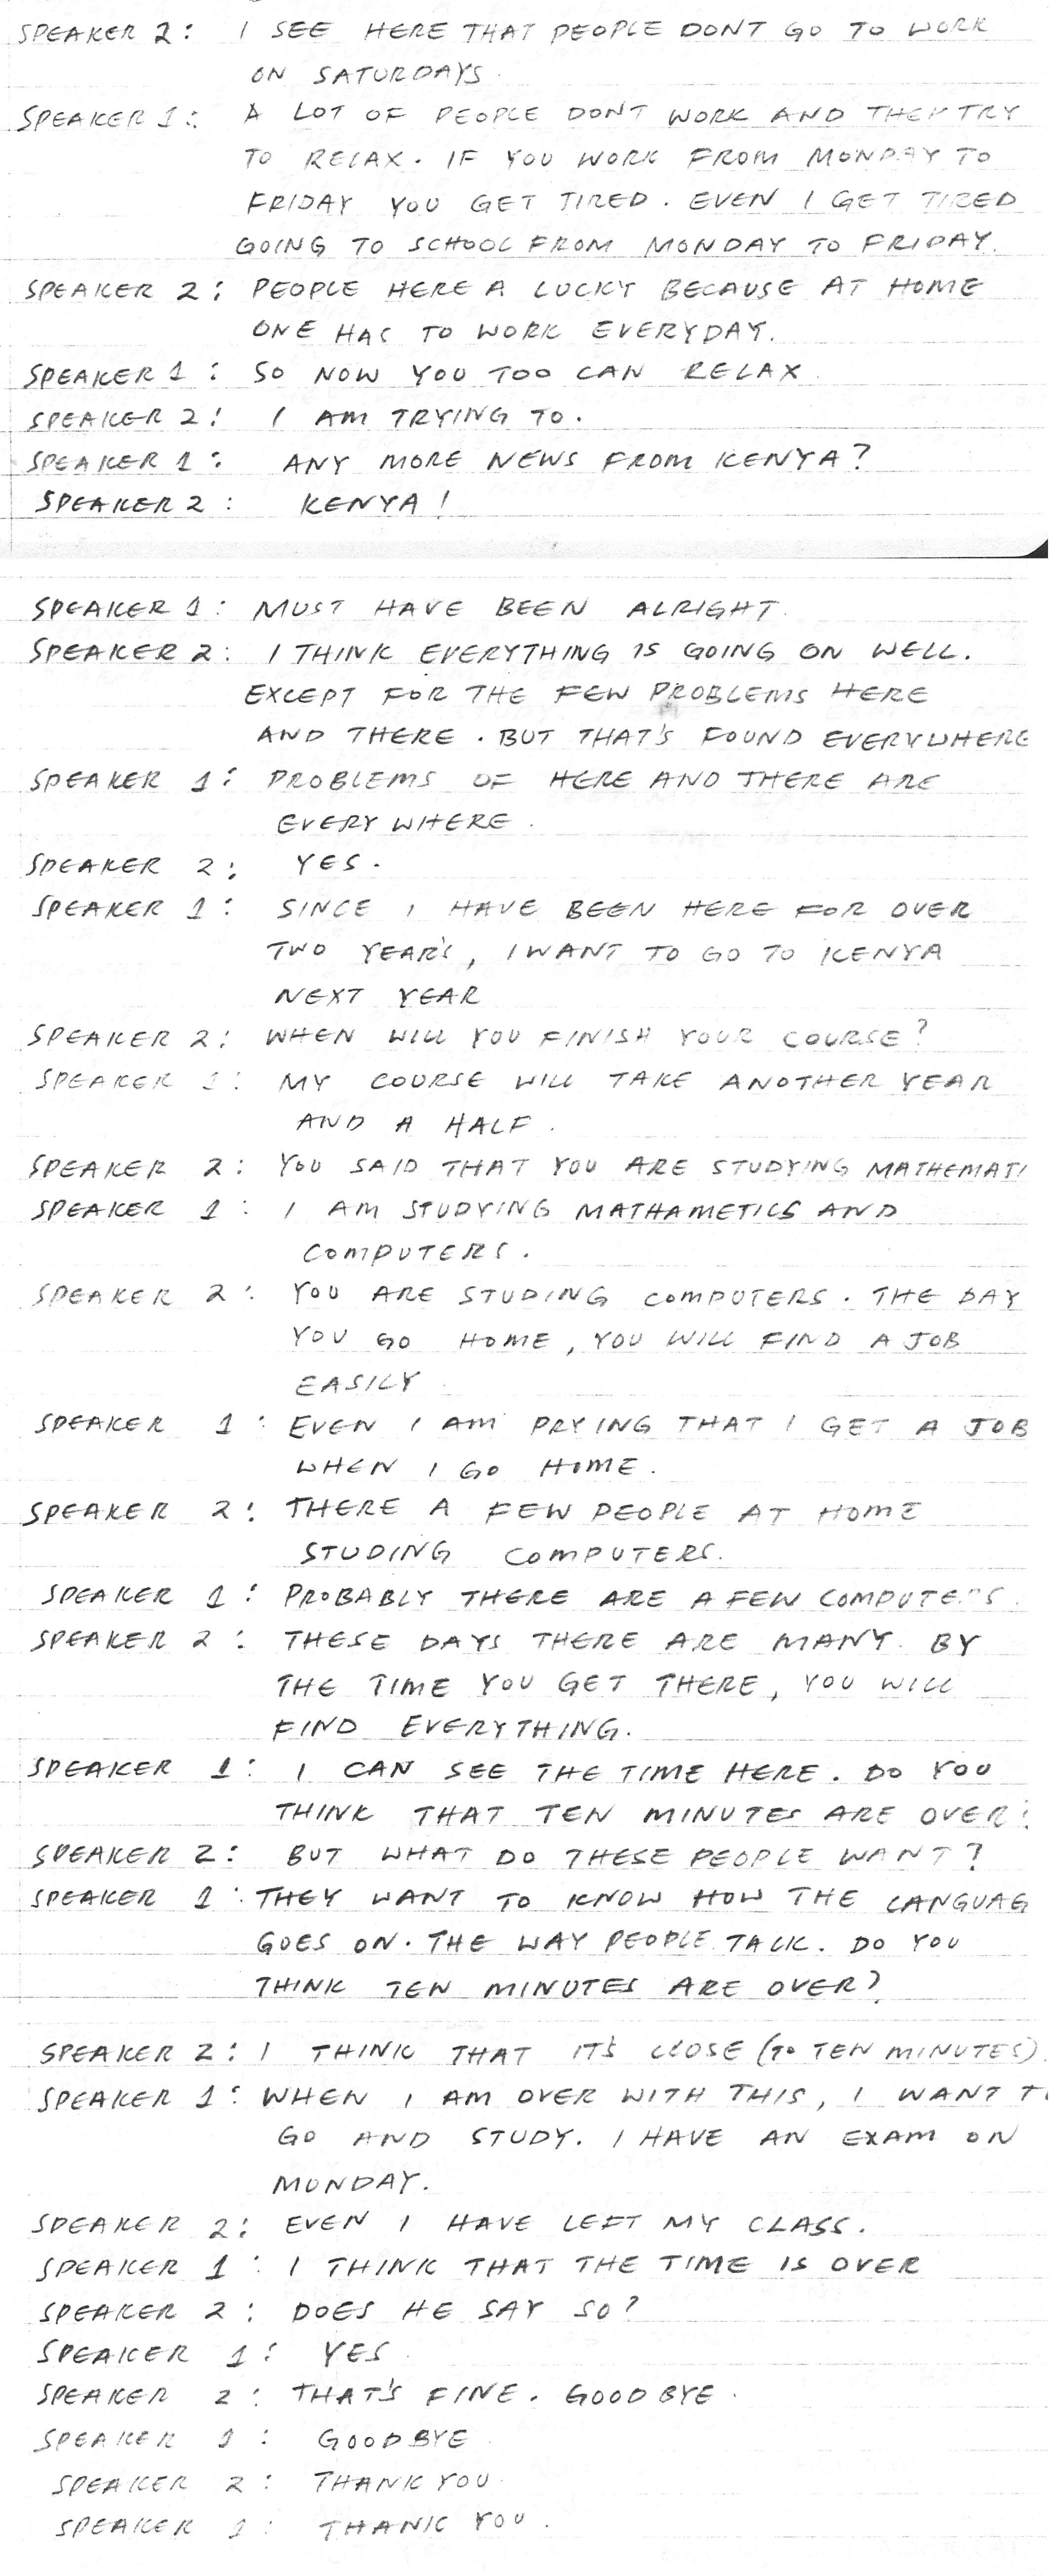 SPEAKER 2: I SEE HERE THAT PEOPLE DONT GO TO WORK
ON SATURDAYS.
SPEAKER 1: A LOT OF PEOPLE DONT WORK AND THEY TRY
TO RELAX. IF YOU WORK FROM MONDAY TO
FRIDAY YOU GET TIRED. EVEN I GET TIRED
GOING TO SCHOOL FROM MONDAY TO FRIDAY.
SPEAKER 2: PEOPLE HERE A LUCKY BECAUSE AT HOME
ONE HAS TO WORK EVERYDAY.
SPEAKER 1: SO NOW YOU TOO CAN RELAX.
SPEAKER 2: I AM TRYING TO.
SPEAKER 1: ANY MORE NEWS FROM KENYA?
SPEAKER 2: KENYA!
SPEAKER 1: MUST HAVE BEEN ALRIGHT.
SPEAKER 2: I THINK EVERYTHING IS GOING ON WELL.
EXCEPT FOR THE FEW PROBLEMS HERE
AND THERE. BUT THAT'S FOUND EVERYWHERE
SPEAKER 1: PROBLEMS OF HERE AND THERE ARE
EVERY WHERE.
SPEAKER 2: YES.
SPEAKER 1: SINCE I HAVE BEEN HERE FOR OVER
TWO YEAR'S, I WANT TO GO TO KENYA
NEXT YEAR
SPEAKER 2: WHEN WILL YOU FINISH YOUR COURSE?
SPEAKER 1: MY COURSE WILL TAKE ANOTHER YEAR
AND A HALF.
SPEAKER 2: YOU SAID THAT YOU ARE STUDYING MATHEMATI
SPEAKER 1: I AM STUDYING MATHAMETICS AND
COMPUTERS.
SPEAKER 2: YOU ARE STUDING COMPUTERS. THE DAY
YOU GO HOME, YOU WILL FIND A JOB
EASILY.
SPEAKER 1: EVEN I AM PRYING THAT I GET A JOB
WHEN I GO HOME.
SPEAKER 2: THERE A FEW PEOPLE AT HOME
STUDING COMPUTERS.
SPEAKER 1: PROBABLY THERE ARE A FEW COMPUTERS.
SPEAKER 2: THESE DAYS THERE ARE MANY. BY
THE TIME YOU GET THERE, YOU WILL
FIND EVERYTHING.
SPEAKER 1: I CAN SEE THE TIME HERE. DO YOU
THINK THAT TEN MINUTES ARE OVER?
SPEAKER 2: BUT WHAT DO THESE PEOPLE WANT?
SPEAKER 1: THEY WANT TO KNOW HOW THE LANGUAG
GOES ON. THE WAY PEOPLE TALK. DO YOU
THINK TEN MINUTES ARE OVER?
SPEAKER 2: I THINK THAT IT'S CLOSE (TO TEN MINUTES).
SPEAKER 1: WHEN I AM OVER WITH THIS, I WANT TO
GO AND STUDY. I HAVE AN EXAM ON
MONDAY.
SPEAKER 2: EVEN I HAVE LEFT MY CLASS.
SPEAKER 1: I THINK THAT THE TIME IS OVER
SPEAKER 2: DOES HE SAY SO?
SPEAKER 1: YES.
SPEAKER 2: THAT'S FINE. GOOD BYE.
SPEAKER 1: GOODBYE.
SPEAKER 2: THANK YOU.
SPEAKER 1: THANK YOU.